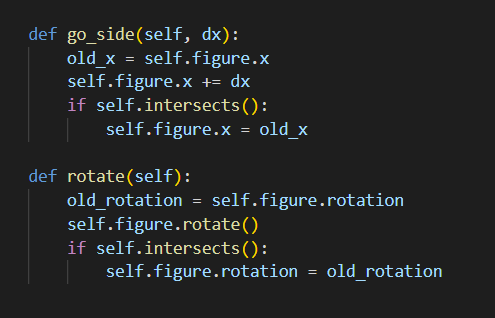 def go_side(self, dx):
    old_x = self.figure.x
    self.figure.x += dx
    if self.intersects():
        self.figure.x = old_x

def rotate(self):
    old_rotation = self.figure.rotation
    self.figure.rotate()
    if self.intersects():
        self.figure.rotation = old_rotation